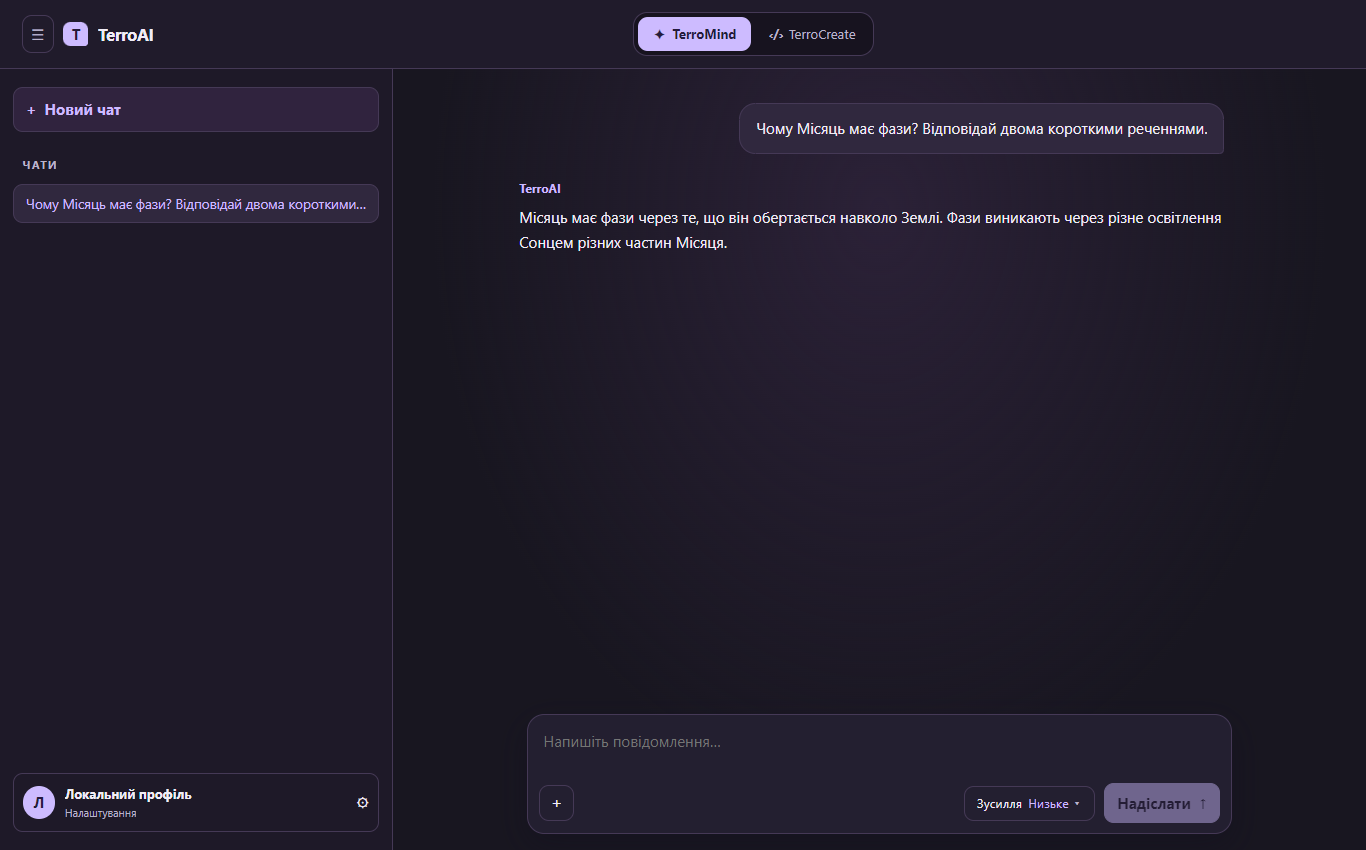 ☰ T TerroAI
✦ TerroMind </> TerroCreate
+ Новий чат
ЧАТИ
Чому Місяць має фази? Відповідай двома короткими...
Чому Місяць має фази? Відповідай двома короткими реченнями.
TerroAI
Місяць має фази через те, що він обертається навколо Землі. Фази виникають через різне освітлення
Сонцем різних частин Місяця.
Напишіть повідомлення...
+ Зусилля Низьке ▾ Надіслати ↑
Л Локальний профіль
Налаштування